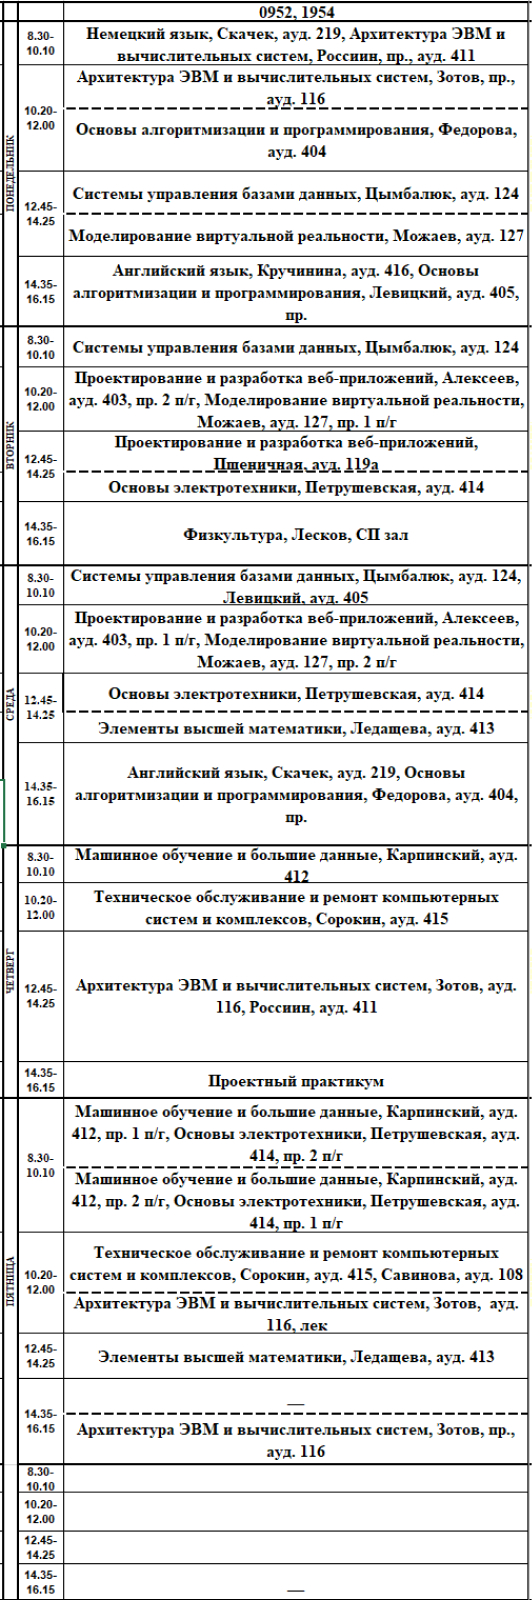 0952, 1954
ПОНЕДЕЛЬНИК
8.30-
10.10
Немецкий язык, Скачек, ауд. 219, Архитектура ЭВМ и
вычислительных систем, Россиин, пр., ауд. 411
10.20-
12.00
Архитектура ЭВМ и вычислительных систем, Зотов, пр.,
ауд. 116
Основы алгоритмизации и программирования, Федорова,
ауд. 404
12.45-
14.25
Системы управления базами данных, Цымбалюк, ауд. 124
Моделирование виртуальной реальности, Можаев, ауд. 127
14.35-
16.15
Английский язык, Кручинина, ауд. 416, Основы
алгоритмизации и программирования, Левицкий, ауд. 405,
пр.
ВТОРНИК
8.30-
10.10
Системы управления базами данных, Цымбалюк, ауд. 124
10.20-
12.00
Проектирование и разработка веб-приложений, Алексеев,
ауд. 403, пр. 2 п/г, Моделирование виртуальной реальности,
Можаев, ауд. 127, пр. 1 п/г
12.45-
14.25
Проектирование и разработка веб-приложений,
Пшеничная, ауд. 119а
Основы электротехники, Петрушевская, ауд. 414
14.35-
16.15
Физкультура, Лесков, СП зал
СРЕДА
8.30-
10.10
Системы управления базами данных, Цымбалюк, ауд. 124,
Левицкий, ауд. 405
10.20-
12.00
Проектирование и разработка веб-приложений, Алексеев,
ауд. 403, пр. 1 п/г, Моделирование виртуальной реальности,
Можаев, ауд. 127, пр. 2 п/г
12.45-
14.25
Основы электротехники, Петрушевская, ауд. 414
Элементы высшей математики, Ледащева, ауд. 413
14.35-
16.15
Английский язык, Скачек, ауд. 219, Основы
алгоритмизации и программирования, Федорова, ауд. 404,
пр.
ЧЕТВЕРГ
8.30-
10.10
Машинное обучение и большие данные, Карпинский, ауд.
412
10.20-
12.00
Техническое обслуживание и ремонт компьютерных
систем и комплексов, Сорокин, ауд. 415
12.45-
14.25
Архитектура ЭВМ и вычислительных систем, Зотов, ауд.
116, Россиин, ауд. 411
14.35-
16.15
Проектный практикум
ПЯТНИЦА
8.30-
10.10
Машинное обучение и большие данные, Карпинский, ауд.
412, пр. 1 п/г, Основы электротехники, Петрушевская, ауд.
414, пр. 2 п/г
Машинное обучение и большие данные, Карпинский, ауд.
412, пр. 2 п/г, Основы электротехники, Петрушевская, ауд.
414, пр. 1 п/г
10.20-
12.00
Техническое обслуживание и ремонт компьютерных
систем и комплексов, Сорокин, ауд. 415, Савинова, ауд. 108
Архитектура ЭВМ и вычислительных систем, Зотов, ауд.
116, лек
12.45-
14.25
Элементы высшей математики, Ледащева, ауд. 413
14.35-
16.15
—
Архитектура ЭВМ и вычислительных систем, Зотов, пр.,
ауд. 116
8.30-
10.10
10.20-
12.00
12.45-
14.25
14.35-
16.15
—